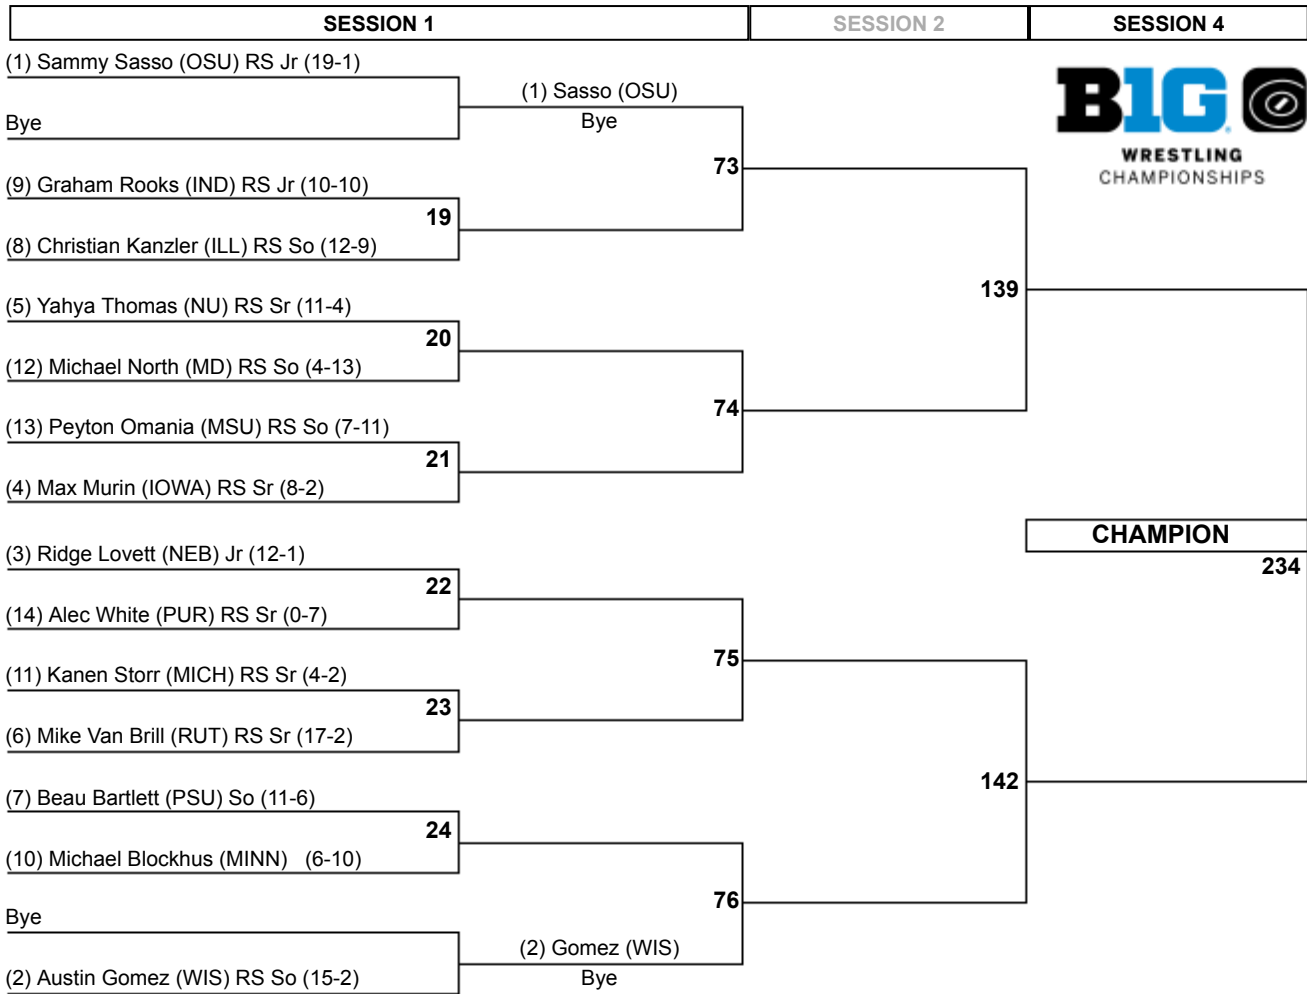 SESSION 1
SESSION 2
SESSION 4
(1) Sammy Sasso (OSU) RS Jr (19-1)
(1) Sasso (OSU)
Bye
Bye
B1G
WRESTLING
CHAMPIONSHIPS
73
(9) Graham Rooks (IND) RS Jr (10-10)
19
(8) Christian Kanzler (ILL) RS So (12-9)
139
(5) Yahya Thomas (NU) RS Sr (11-4)
20
(12) Michael North (MD) RS So (4-13)
74
(13) Peyton Omania (MSU) RS So (7-11)
21
(4) Max Murin (IOWA) RS Sr (8-2)
CHAMPION
234
(3) Ridge Lovett (NEB) Jr (12-1)
22
(14) Alec White (PUR) RS Sr (0-7)
75
(11) Kanen Storr (MICH) RS Sr (4-2)
23
(6) Mike Van Brill (RUT) RS Sr (17-2)
142
(7) Beau Bartlett (PSU) So (11-6)
24
(10) Michael Blockhus (MINN) (6-10)
76
Bye
(2) Gomez (WIS)
Bye
(2) Austin Gomez (WIS) RS So (15-2)